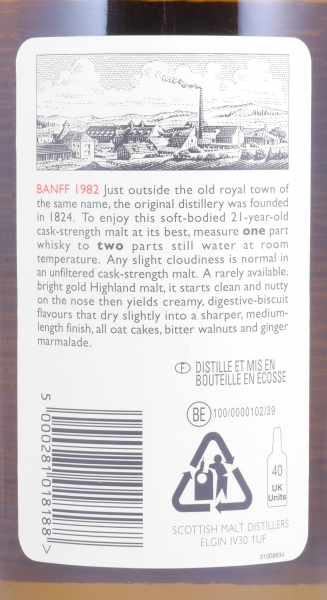 BANFF 1982 Just outside the old royal town of
the same name, the original distillery was founded
in 1824. To enjoy this soft-bodied 21-year-old
cask-strength malt at its best, measure one part
whisky to two parts still water at room
temperature. Any slight cloudiness is normal in
an unfiltered cask-strength malt. A rarely available,
bright gold Highland malt, it starts clean and nutty
on the nose then yields creamy, digestive-biscuit
flavours that dry slightly into a sharper, medium-
length finish, all oat cakes, bitter walnuts and ginger
marmalade.
F DISTILLE ET MIS EN
BOUTEILLE EN ECOSSE
BE 100/0000102/39
40
UK
Units
5 000281 018188 >
SCOTTISH MALT DISTILLERS
ELGIN IV30 1UF
51008934